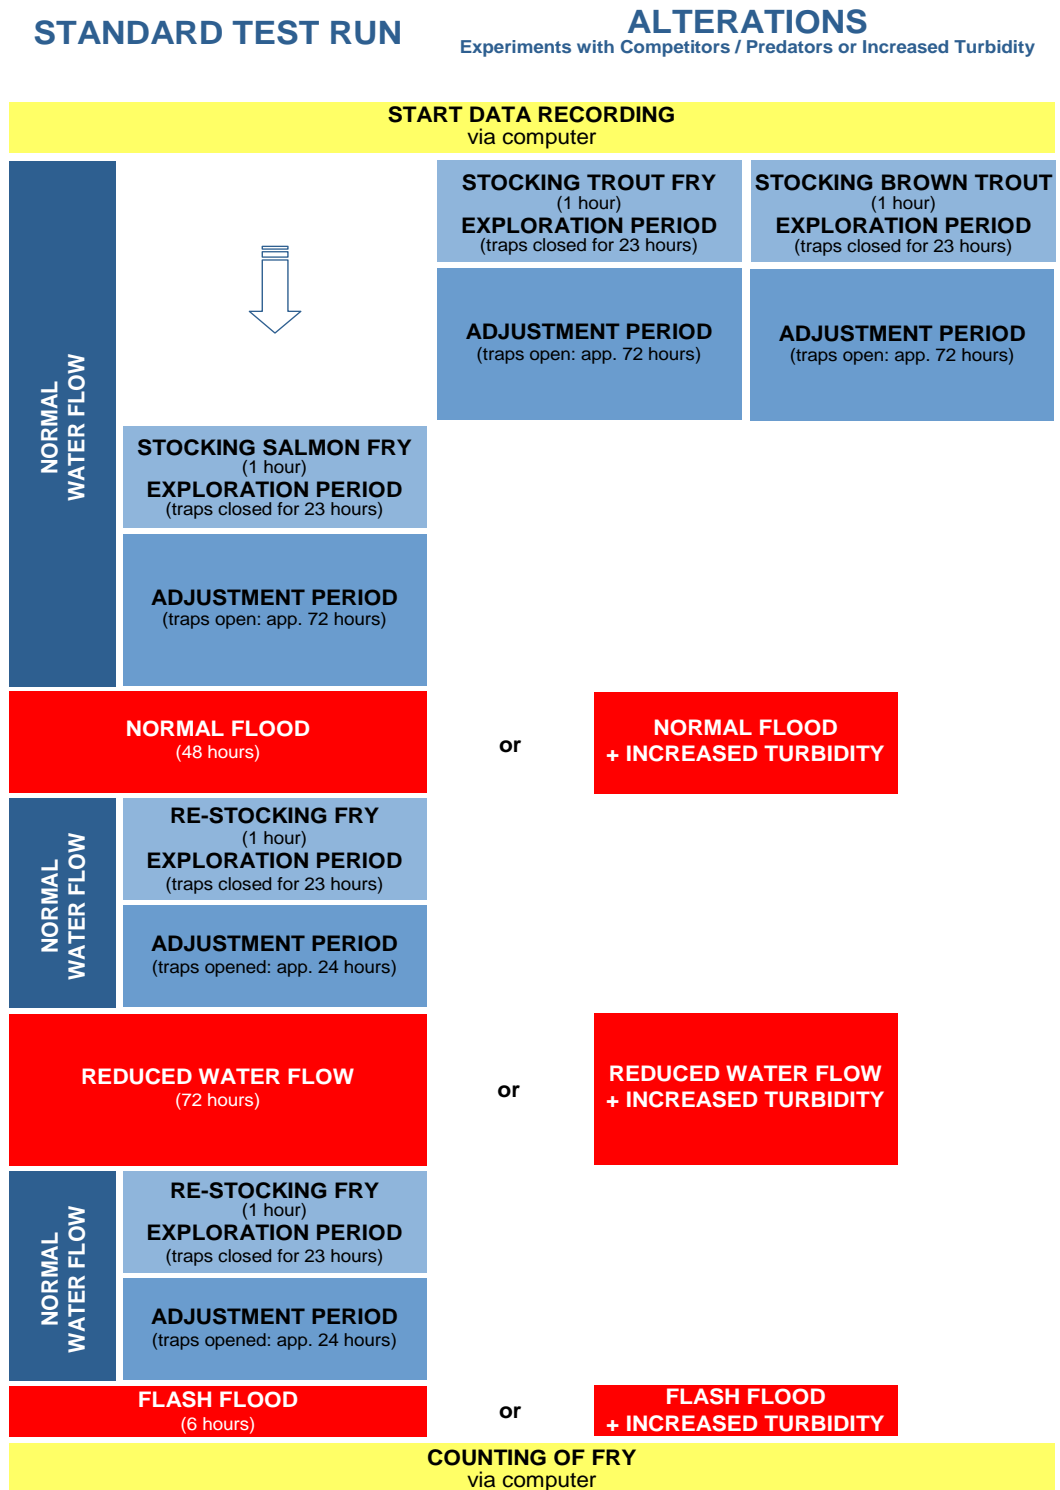 STANDARD TEST RUN
ALTERATIONS
Experiments with Competitors / Predators or Increased Turbidity
START DATA RECORDING
via computer
NORMAL
WATER FLOW
STOCKING TROUT FRY
(1 hour)
EXPLORATION PERIOD
(traps closed for 23 hours)
STOCKING BROWN TROUT
(1 hour)
EXPLORATION PERIOD
(traps closed for 23 hours)
ADJUSTMENT PERIOD
(traps open: app. 72 hours)
ADJUSTMENT PERIOD
(traps open: app. 72 hours)
STOCKING SALMON FRY
(1 hour)
EXPLORATION PERIOD
(traps closed for 23 hours)
ADJUSTMENT PERIOD
(traps open: app. 72 hours)
NORMAL FLOOD
(48 hours)
or
NORMAL FLOOD
+ INCREASED TURBIDITY
NORMAL
WATER FLOW
RE-STOCKING FRY
(1 hour)
EXPLORATION PERIOD
(traps closed for 23 hours)
ADJUSTMENT PERIOD
(traps opened: app. 24 hours)
REDUCED WATER FLOW
(72 hours)
or
REDUCED WATER FLOW
+ INCREASED TURBIDITY
NORMAL
WATER FLOW
RE-STOCKING FRY
(1 hour)
EXPLORATION PERIOD
(traps closed for 23 hours)
ADJUSTMENT PERIOD
(traps opened: app. 24 hours)
FLASH FLOOD
(6 hours)
or
FLASH FLOOD
+ INCREASED TURBIDITY
COUNTING OF FRY
via computer